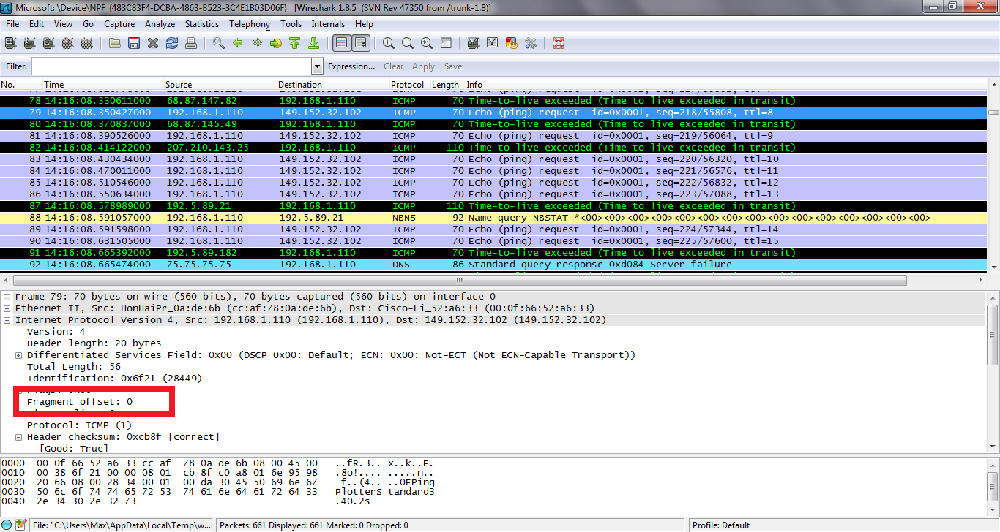 Microsoft: \Device\NPF_{483C83F4-DCBA-4863-B523-3C4E1B03D06F} [Wireshark 1.8.5 (SVN Rev 47350 from /trunk-1.8)]
File Edit View Go Capture Analyze Statistics Telephony Tools Internals Help
Filter: Expression... Clear Apply Save
No. Time Source Destination Protocol Length Info
78 14:16:08.330611000 68.87.147.82 192.168.1.110 ICMP 70 Time-to-live exceeded (Time to live exceeded in transit)
79 14:16:08.350427000 192.168.1.110 149.152.32.102 ICMP 70 Echo (ping) request id=0x0001, seq=218/55808, ttl=8
80 14:16:08.370837000 68.87.145.49 192.168.1.110 ICMP 70 Time-to-live exceeded (Time to live exceeded in transit)
81 14:16:08.390526000 192.168.1.110 149.152.32.102 ICMP 70 Echo (ping) request id=0x0001, seq=219/56064, ttl=9
82 14:16:08.414122000 207.210.143.25 192.168.1.110 ICMP 110 Time-to-live exceeded (Time to live exceeded in transit)
83 14:16:08.430434000 192.168.1.110 149.152.32.102 ICMP 70 Echo (ping) request id=0x0001, seq=220/56320, ttl=10
84 14:16:08.470011000 192.168.1.110 149.152.32.102 ICMP 70 Echo (ping) request id=0x0001, seq=221/56576, ttl=11
85 14:16:08.510546000 192.168.1.110 149.152.32.102 ICMP 70 Echo (ping) request id=0x0001, seq=222/56832, ttl=12
86 14:16:08.550634000 192.168.1.110 149.152.32.102 ICMP 70 Echo (ping) request id=0x0001, seq=223/57088, ttl=13
87 14:16:08.578989000 192.5.89.21 192.168.1.110 ICMP 110 Time-to-live exceeded (Time to live exceeded in transit)
88 14:16:08.591057000 192.168.1.110 192.5.89.21 NBNS 92 Name query NBSTAT *<00><00><00><00><00><00><00><00><00><00><00><00><00><00><00>
89 14:16:08.591598000 192.168.1.110 149.152.32.102 ICMP 70 Echo (ping) request id=0x0001, seq=224/57344, ttl=14
90 14:16:08.631505000 192.168.1.110 149.152.32.102 ICMP 70 Echo (ping) request id=0x0001, seq=225/57600, ttl=15
91 14:16:08.665392000 192.5.89.182 192.168.1.110 ICMP 110 Time-to-live exceeded (Time to live exceeded in transit)
92 14:16:08.665474000 75.75.75.75 192.168.1.110 DNS 86 Standard query response 0xd084 Server failure
Frame 79: 70 bytes on wire (560 bits), 70 bytes captured (560 bits) on interface 0
Ethernet II, Src: HonHaiPr_0a:de:6b (cc:af:78:0a:de:6b), Dst: Cisco-Li_52:a6:33 (00:0f:66:52:a6:33)
Internet Protocol Version 4, Src: 192.168.1.110 (192.168.1.110), Dst: 149.152.32.102 (149.152.32.102)
Version: 4
Header length: 20 bytes
Differentiated Services Field: 0x00 (DSCP 0x00: Default; ECN: 0x00: Not-ECT (Not ECN-Capable Transport))
Total Length: 56
Identification: 0x6f21 (28449)
Fragment offset: 0
Protocol: ICMP (1)
Header checksum: 0xcb8f [correct]
[Good: True]
0000 00 0f 66 52 a6 33 cc af 78 0a de 6b 08 00 45 00 ..fR.3.. x..k..E.
0010 00 38 6f 21 00 00 08 01 cb 8f c0 a8 01 6e 95 98 .8o!.... .....n..
0020 20 66 08 00 28 34 00 01 00 da 30 45 50 69 6e 67 f..(4.. ..0EPing
0030 50 6c 6f 74 74 65 72 53 74 61 6e 64 61 72 64 33 PlotterS tandard3
0040 2e 34 30 2e 32 73 .40.2s
File: "C:\Users\Max\AppData\Local\Temp\w... Packets: 661 Displayed: 661 Marked: 0 Dropped: 0 Profile: Default